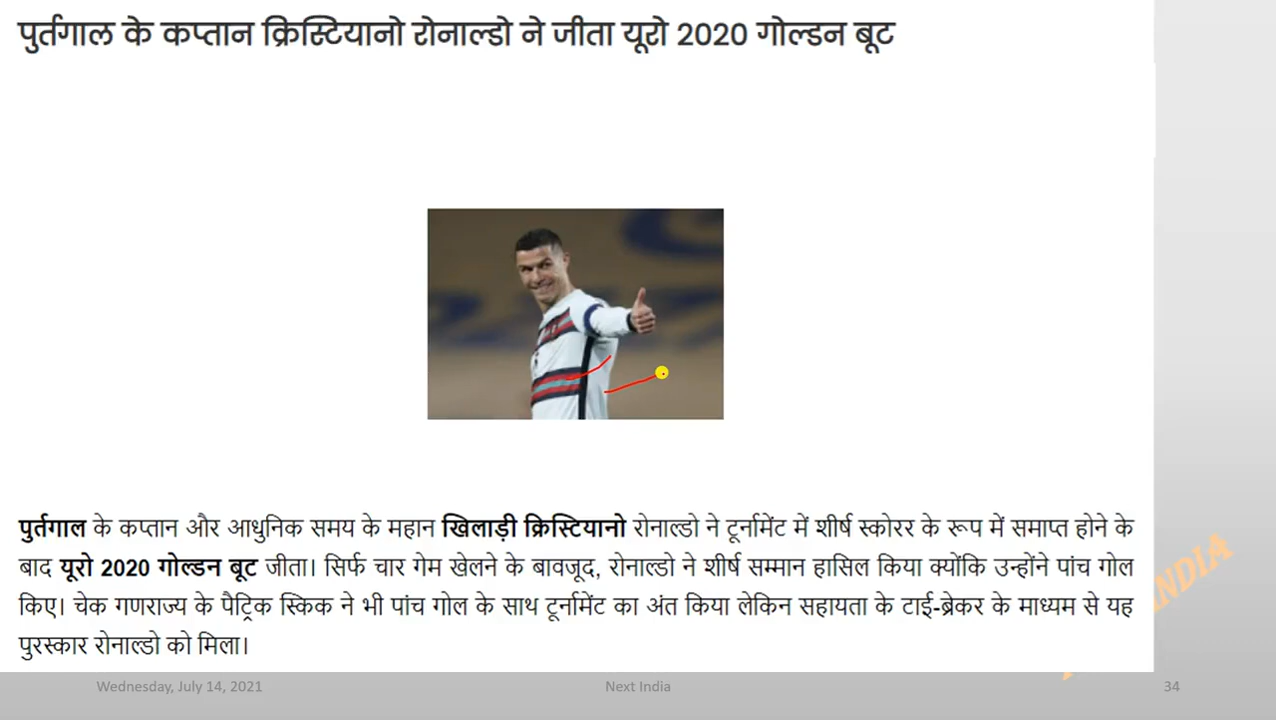 पुर्तगाल के कप्तान क्रिस्टियानो रोनाल्डो ने जीता यूरो 2020 गोल्डन बूट
पुर्तगाल के कप्तान और आधुनिक समय के महान खिलाड़ी क्रिस्टियानो रोनाल्डो ने टूर्नामेंट में शीर्ष स्कोरर के रूप में समाप्त होने के
बाद यूरो 2020 गोल्डन बूट जीता। सिर्फ चार गेम खेलने के बावजूद, रोनाल्डो ने शीर्ष सम्मान हासिल किया क्योंकि उन्होंने पांच गोल
किए। चेक गणराज्य के पैट्रिक स्किक ने भी पांच गोल के साथ टूर्नामेंट का अंत किया लेकिन सहायता के टाई-ब्रेकर के माध्यम से यह
पुरस्कार रोनाल्डो को मिला।
INDIA
Wednesday, July 14, 2021
Next India
34